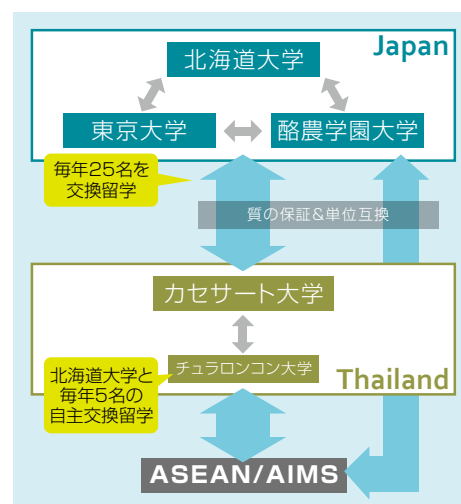 Japan
北海道大学
東京大学
酪農学園大学
毎年25名を
交換留学
質の保証&単位互換
カセサート大学
チュラロンコン大学
北海道大学と
毎年5名の
自主交換留学
Thailand
ASEAN/AIMS